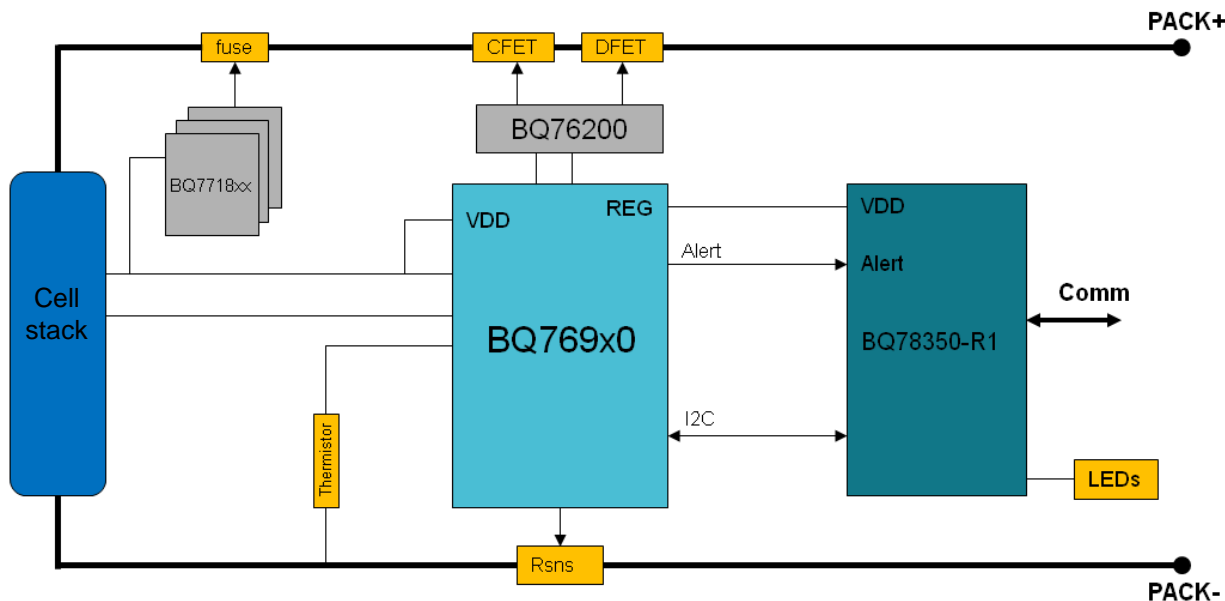 PACK+
fuse
CFET
DFET
BQ76200
BQ7718xx
VDD
REG
VDD
Alert
Alert
Cell
stack
Comm
BQ769x0
BQ78350-R1
I2C
Thermistor
LEDs
Rsns
PACK-